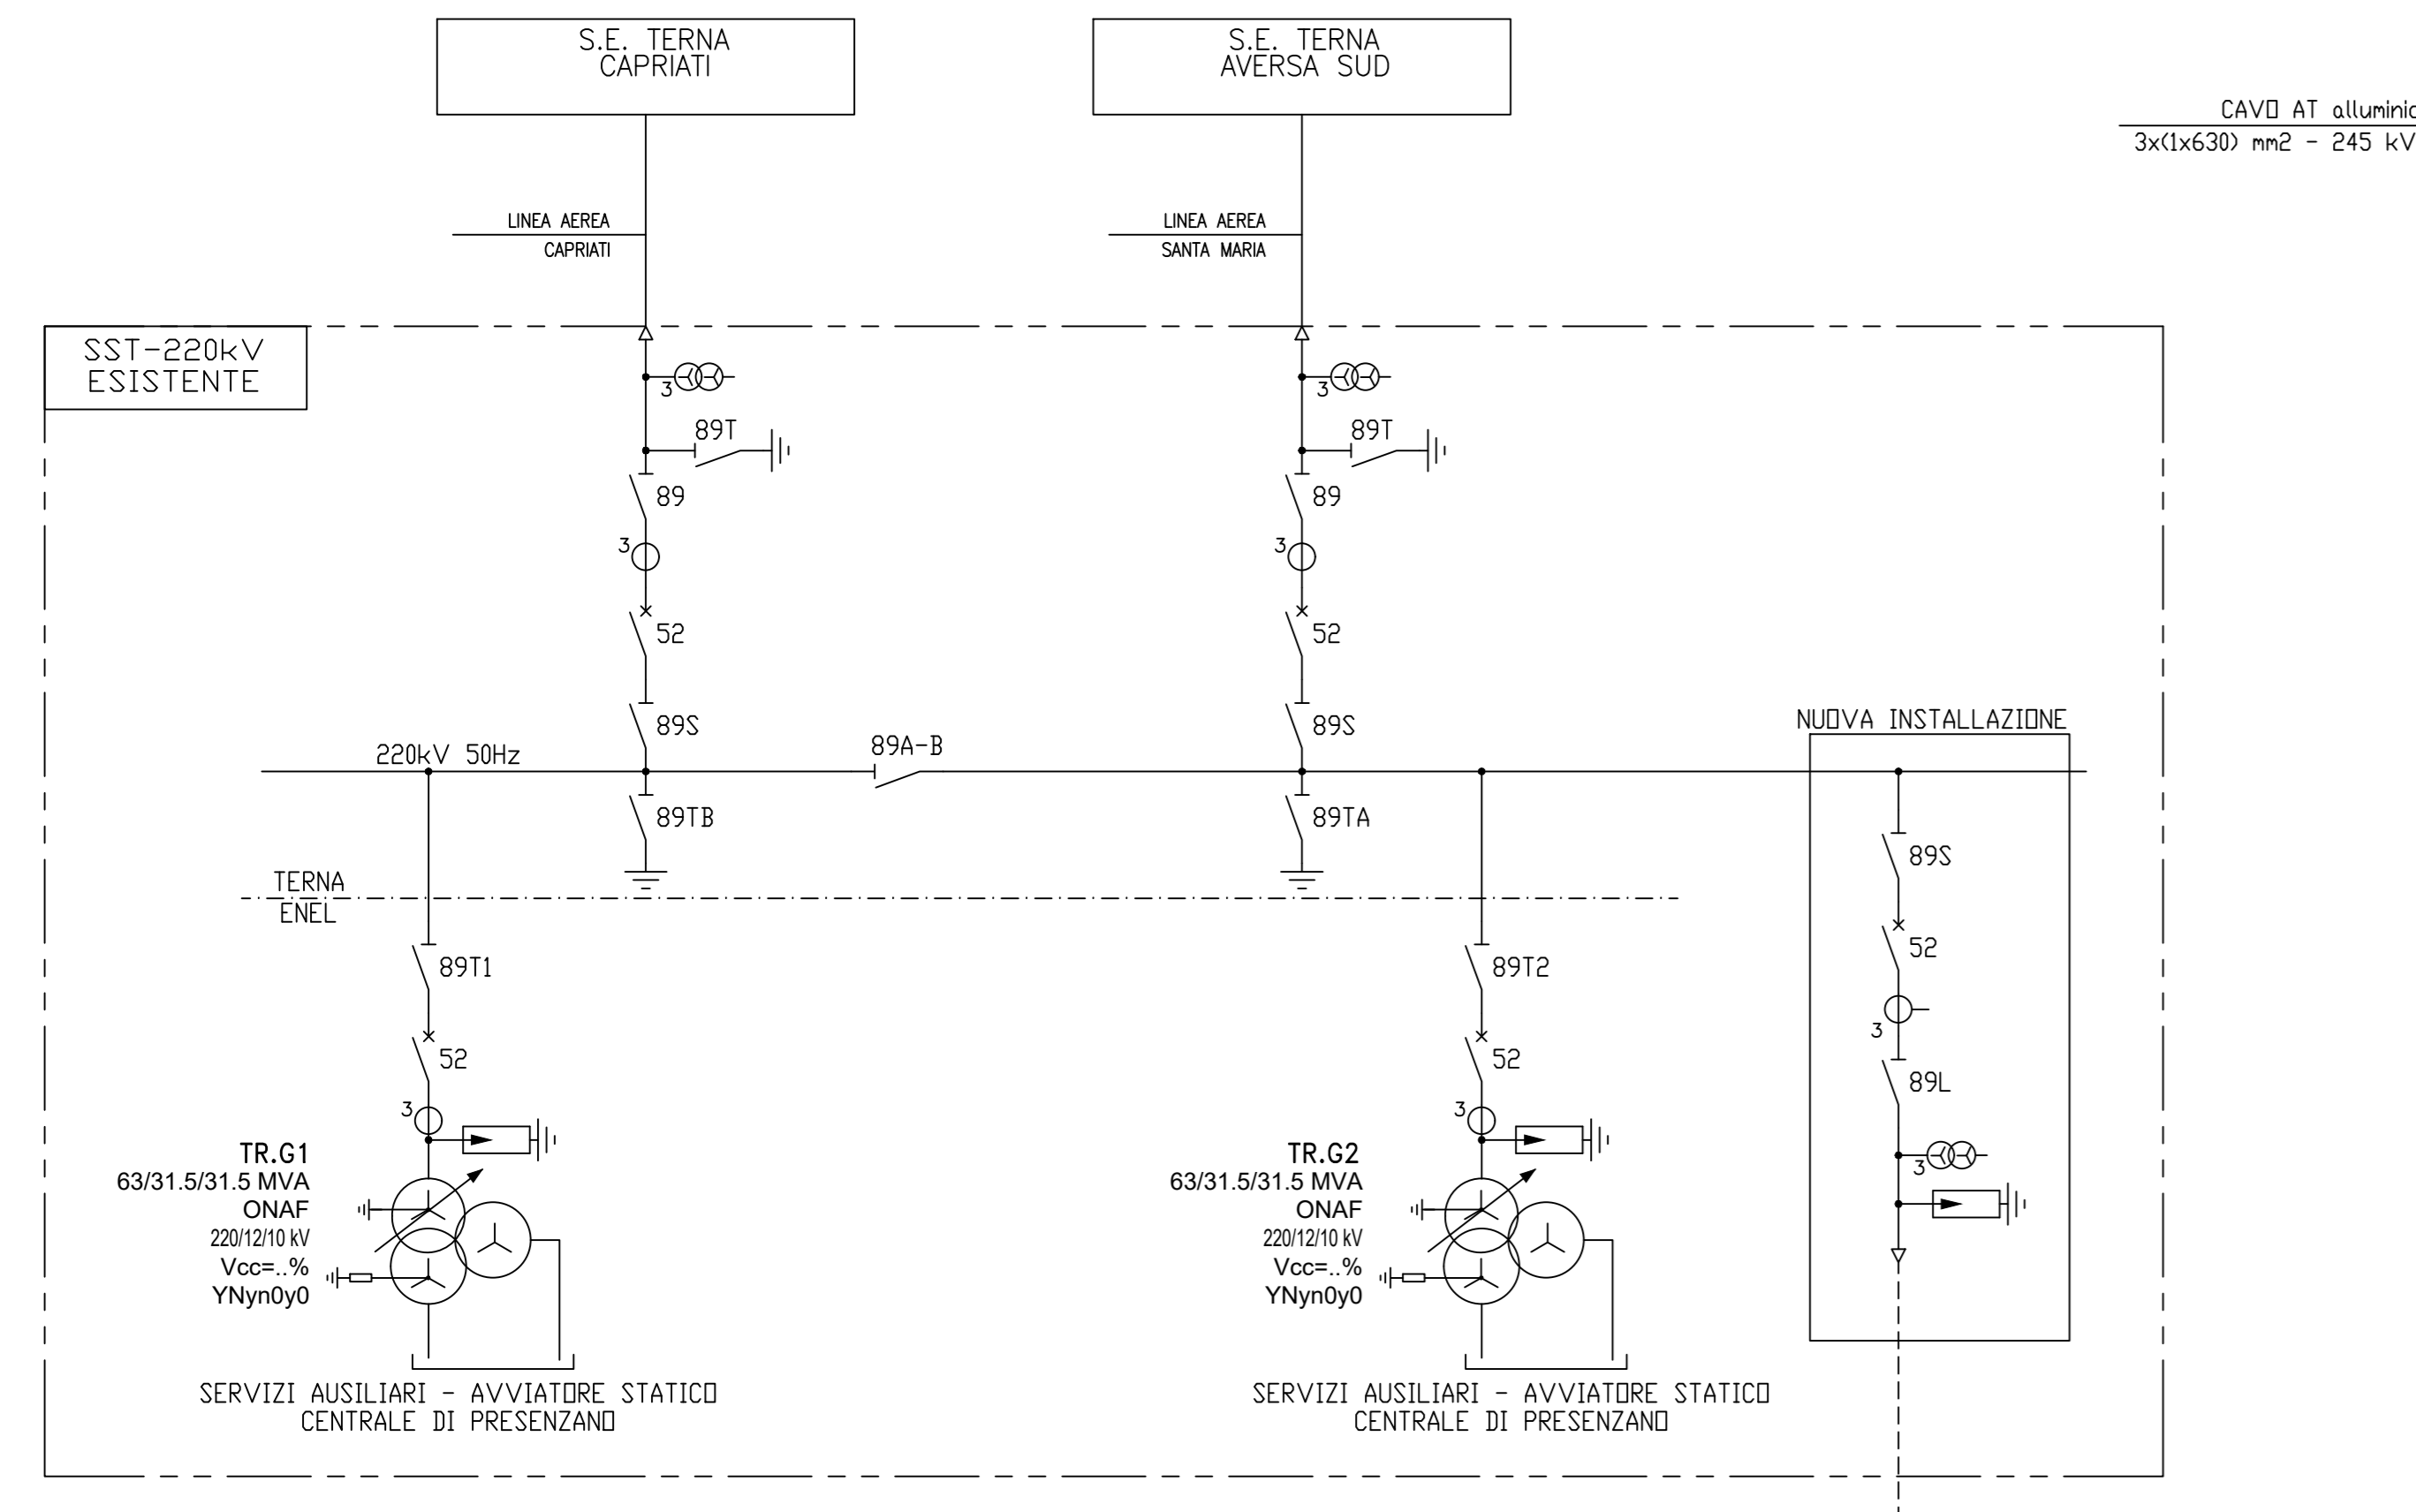 S.E. TERNA
CAPRIATI
S.E. TERNA
AVERSA SUD
CAVO AT alluminio
3x(1x630) mm2 - 245 kV
LINEA AEREA
CAPRIATI
LINEA AEREA
SANTA MARIA
SST-220kV
ESISTENTE
3
3
89T
89T
89
89
3
3
52
52
89S
89S
NUOVA INSTALLAZIONE
220kV 50Hz
89A-B
89TB
89TA
89S
TERNA
ENEL
52
89T1
89T2
3
52
52
89L
3
3
TR.G1
63/31.5/31.5 MVA
ONAF
220/12/10 kV
Vcc=..%
YNyn0y0
TR.G2
63/31.5/31.5 MVA
ONAF
220/12/10 kV
Vcc=..%
YNyn0y0
3
SERVIZI AUSILIARI - AVVIATORE STATICO
CENTRALE DI PRESENZANO
SERVIZI AUSILIARI - AVVIATORE STATICO
CENTRALE DI PRESENZANO